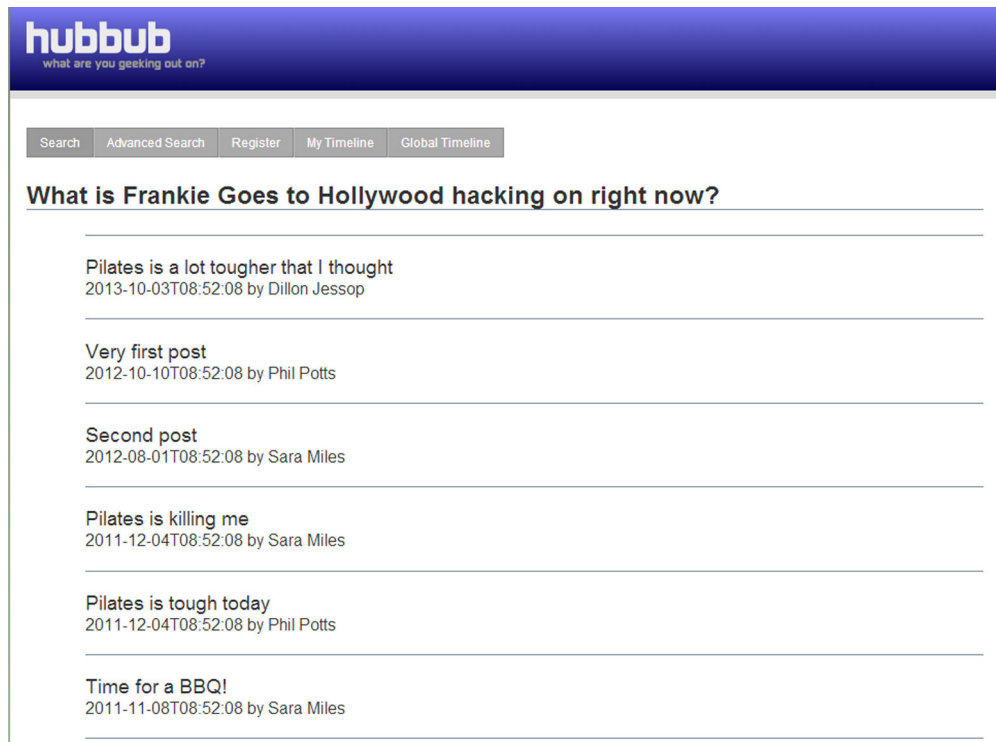 hubbub
what are you geeking out on?
Search Advanced Search Register My Timeline Global Timeline
What is Frankie Goes to Hollywood hacking on right now?
Pilates is a lot tougher that I thought
2013-10-03T08:52:08 by Dillon Jessop
Very first post
2012-10-10T08:52:08 by Phil Potts
Second post
2012-08-01T08:52:08 by Sara Miles
Pilates is killing me
2011-12-04T08:52:08 by Sara Miles
Pilates is tough today
2011-12-04T08:52:08 by Phil Potts
Time for a BBQ!
2011-11-08T08:52:08 by Sara Miles